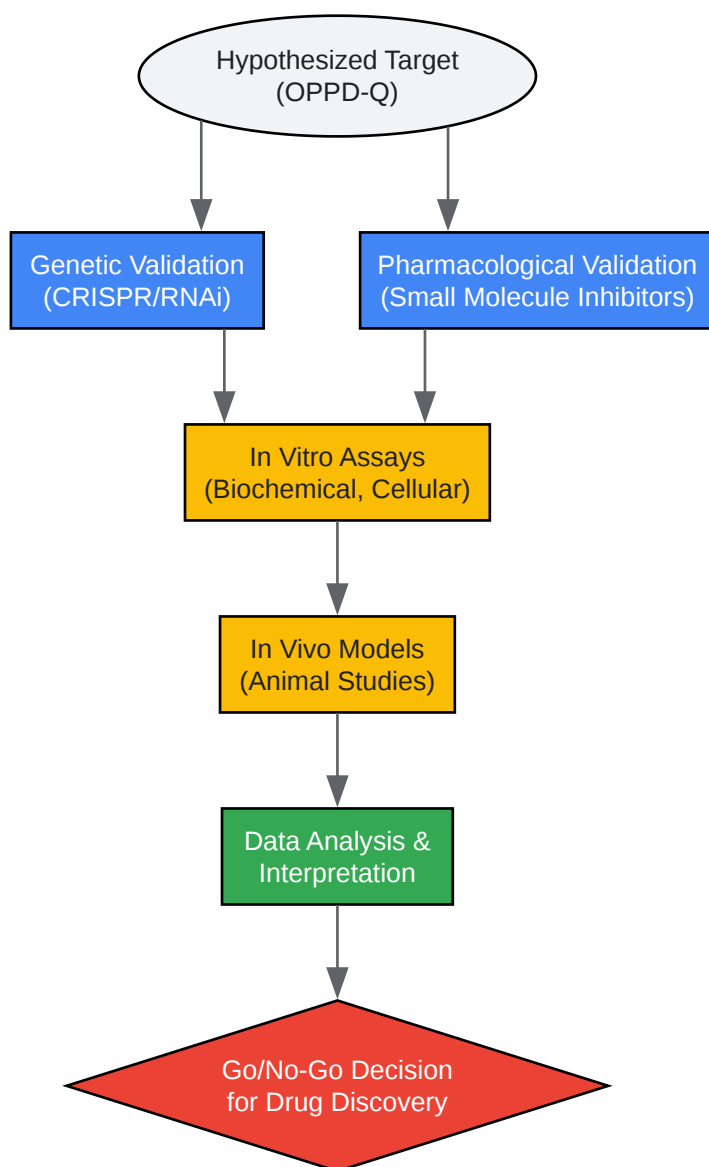 Hypothesized Target
(OPPD-Q)
Genetic Validation
(CRISPR/RNAi)
Pharmacological Validation
(Small Molecule Inhibitors)
In Vitro Assays
(Biochemical, Cellular)
In Vivo Models
(Animal Studies)
Data Analysis &
Interpretation
Go/No-Go Decision
for Drug Discovery